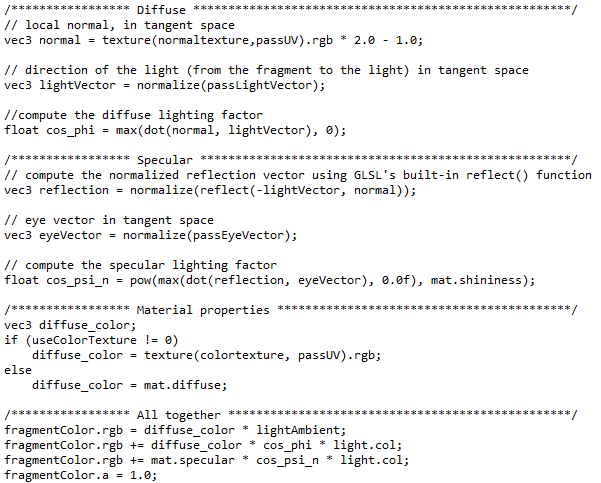 /***************** Diffuse ******************************************************/
// local normal, in tangent space
vec3 normal = texture(normaltexture,passUV).rgb * 2.0 - 1.0;
// direction of the light (from the fragment to the light) in tangent space
vec3 lightVector = normalize(passLightVector);
//compute the diffuse lighting factor
float cos_phi = max(dot(normal, lightVector), 0);
/***************** Specular *****************************************************/
// compute the normalized reflection vector using GLSL's built-in reflect() function
vec3 reflection = normalize(reflect(-lightVector, normal));
// eye vector in tangent space
vec3 eyeVector = normalize(passEyeVector);
// compute the specular lighting factor
float cos_psi_n = pow(max(dot(reflection, eyeVector), 0.0f), mat.shininess);
/***************** Material properties ******************************************/
vec3 diffuse_color;
if (useColorTexture != 0)
    diffuse_color = texture(colortexture, passUV).rgb;
else
    diffuse_color = mat.diffuse;
/***************** All together *************************************************/
fragmentColor.rgb = diffuse_color * lightAmbient;
fragmentColor.rgb += diffuse_color * cos_phi * light.col;
fragmentColor.rgb += mat.specular * cos_psi_n * light.col;
fragmentColor.a = 1.0;